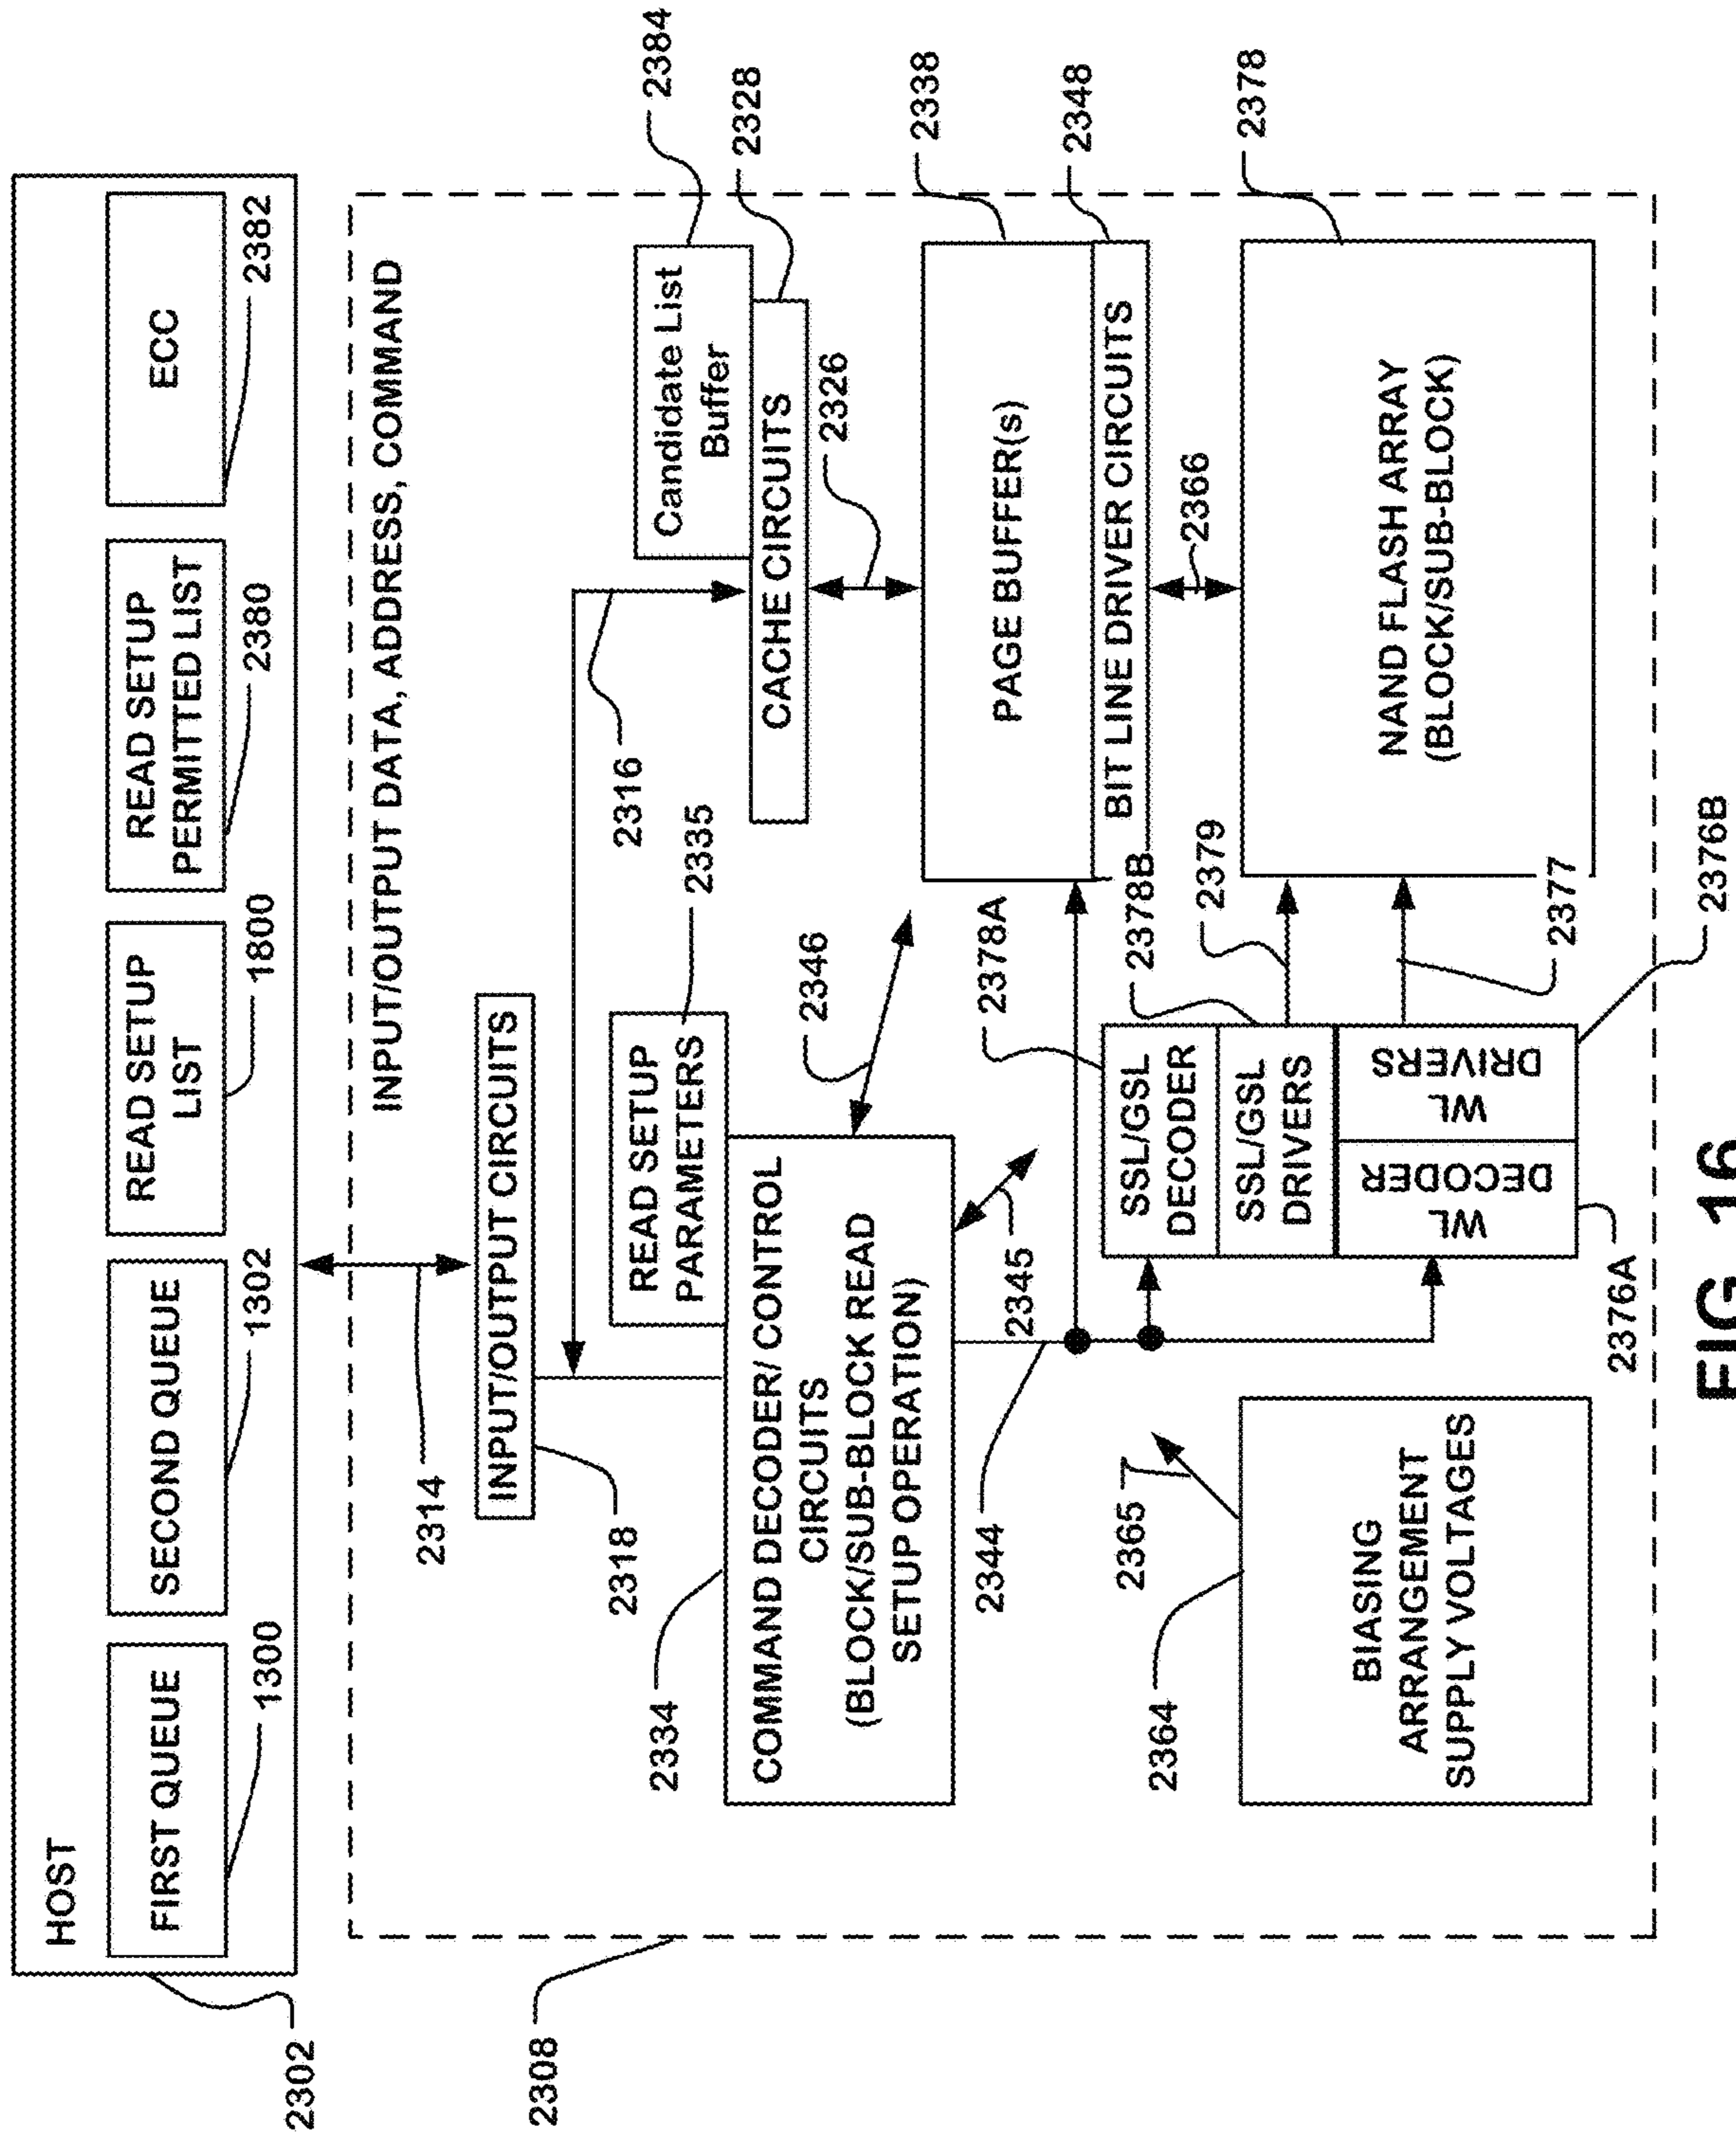 HOST
FIRST QUEUE
1300
SECOND QUEUE
1302
READ SETUP
LIST
1800
READ SETUP
PERMITTED LIST
2380
ECC
2382
2302
INPUT/OUTPUT DATA, ADDRESS, COMMAND
2308
2314
INPUT/OUTPUT CIRCUITS
2318
2316
Candidate List
Buffer
2384
CACHE CIRCUITS
2328
2326
READ SETUP
PARAMETERS
2335
COMMAND DECODER/ CONTROL
CIRCUITS
(BLOCK/SUB-BLOCK READ
SETUP OPERATION)
2334
2346
2345
2344
PAGE BUFFER(s)
2338
BIT LINE DRIVER CIRCUITS
2348
2366
SSL/GSL
DECODER
2378A
SSL/GSL
DRIVERS
2378B
2379
WL
DECODER
2376A
WL
DRIVERS
2376B
2377
NAND FLASH ARRAY
(BLOCK/SUB-BLOCK)
2378
BIASING
ARRANGEMENT
SUPPLY VOLTAGES
2364
2365
FIG. 16